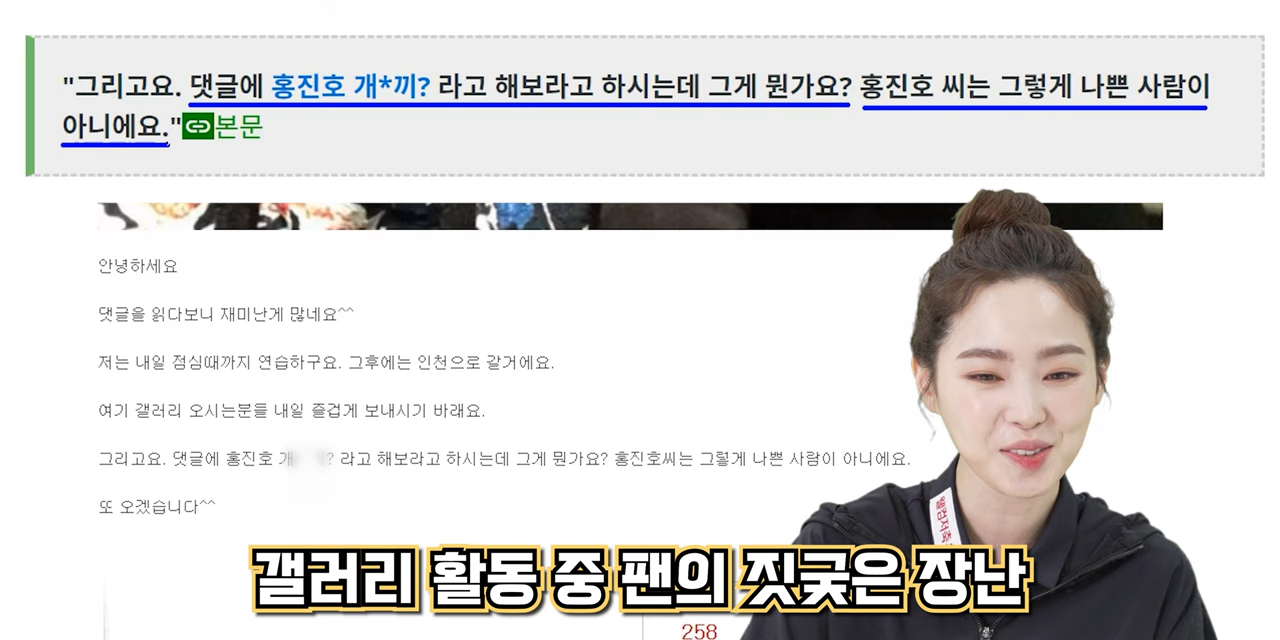 "그리고요. 댓글에 홍진호 개*끼? 라고 해보라고 하시는데 그게 뭔가요? 홍진호 씨는 그렇게 나쁜 사람이
아니에요."본문
안녕하세요
댓글을 읽다보니 재미난게 많네요^^
저는 내일 점심때까지 연습하구요. 그후에는 인천으로 갈거에요.
여기 갤러리 오시는분들 내일 즐겁게 보내시기 바래요.
그리고요. 댓글에 홍진호 개 ? 라고 해보라고 하시는데 그게 뭔가요? 홍진호씨는 그렇게 나쁜 사람이 아니에요.
또 오겠습니다^^
웰컴저축
갤러리 활동 중 팬의 짓궂은 장난
258